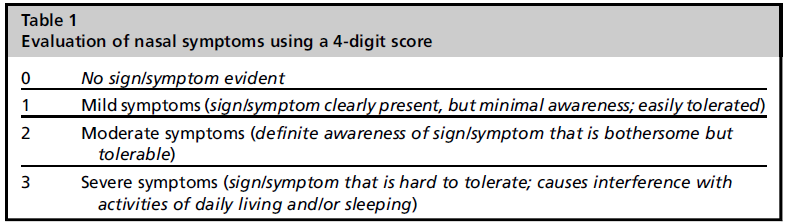 Table 1
Evaluation of nasal symptoms using a 4-digit score
0 No sign/symptom evident
1 Mild symptoms (sign/symptom clearly present, but minimal awareness; easily tolerated)
2 Moderate symptoms (definite awareness of sign/symptom that is bothersome but
tolerable)
3 Severe symptoms (sign/symptom that is hard to tolerate; causes interference with
activities of daily living and/or sleeping)